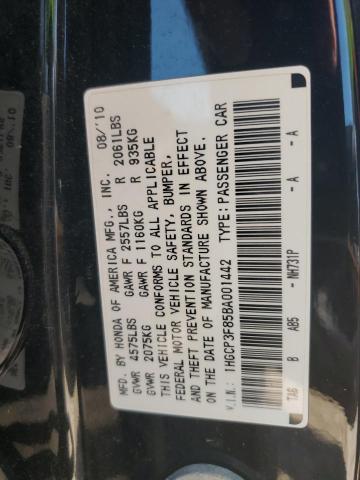 MFD. BY HONDA OF AMERICA MFG., INC. 08/'10
GVWR 4575LBS GAWR F 2557LBS R 2061LBS
GVWR 2075KG GAWR F 1160KG R 935KG
THIS VEHICLE CONFORMS TO ALL APPLICABLE
FEDERAL MOTOR VEHICLE SAFETY, BUMPER,
AND THEFT PREVENTION STANDARDS IN EFFECT
ON THE DATE OF MANUFACTURE SHOWN ABOVE.
V.I.N.: 1HGCP3F85BA001442 TYPE:PASSENGER CAR
TA6 B AB5 - NH731P - A - A